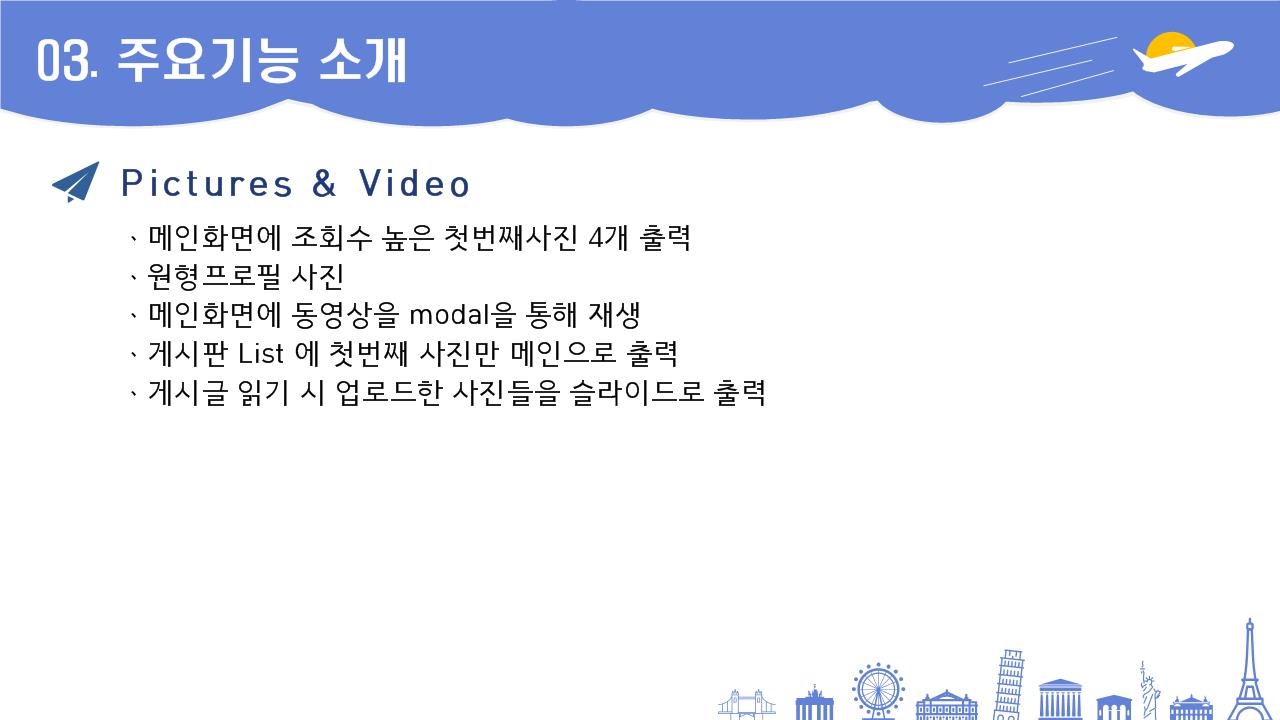 03. 주요기능 소개
Pictures & Video
、메인화면에 조회수 높은 첫번째사진 4개 출력
、원형프로필 사진
、메인화면에 동영상을 modal을 통해 재생
、게시판 List 에 첫번째 사진만 메인으로 출력
、게시글 읽기 시 업로드한 사진들을 슬라이드로 출력